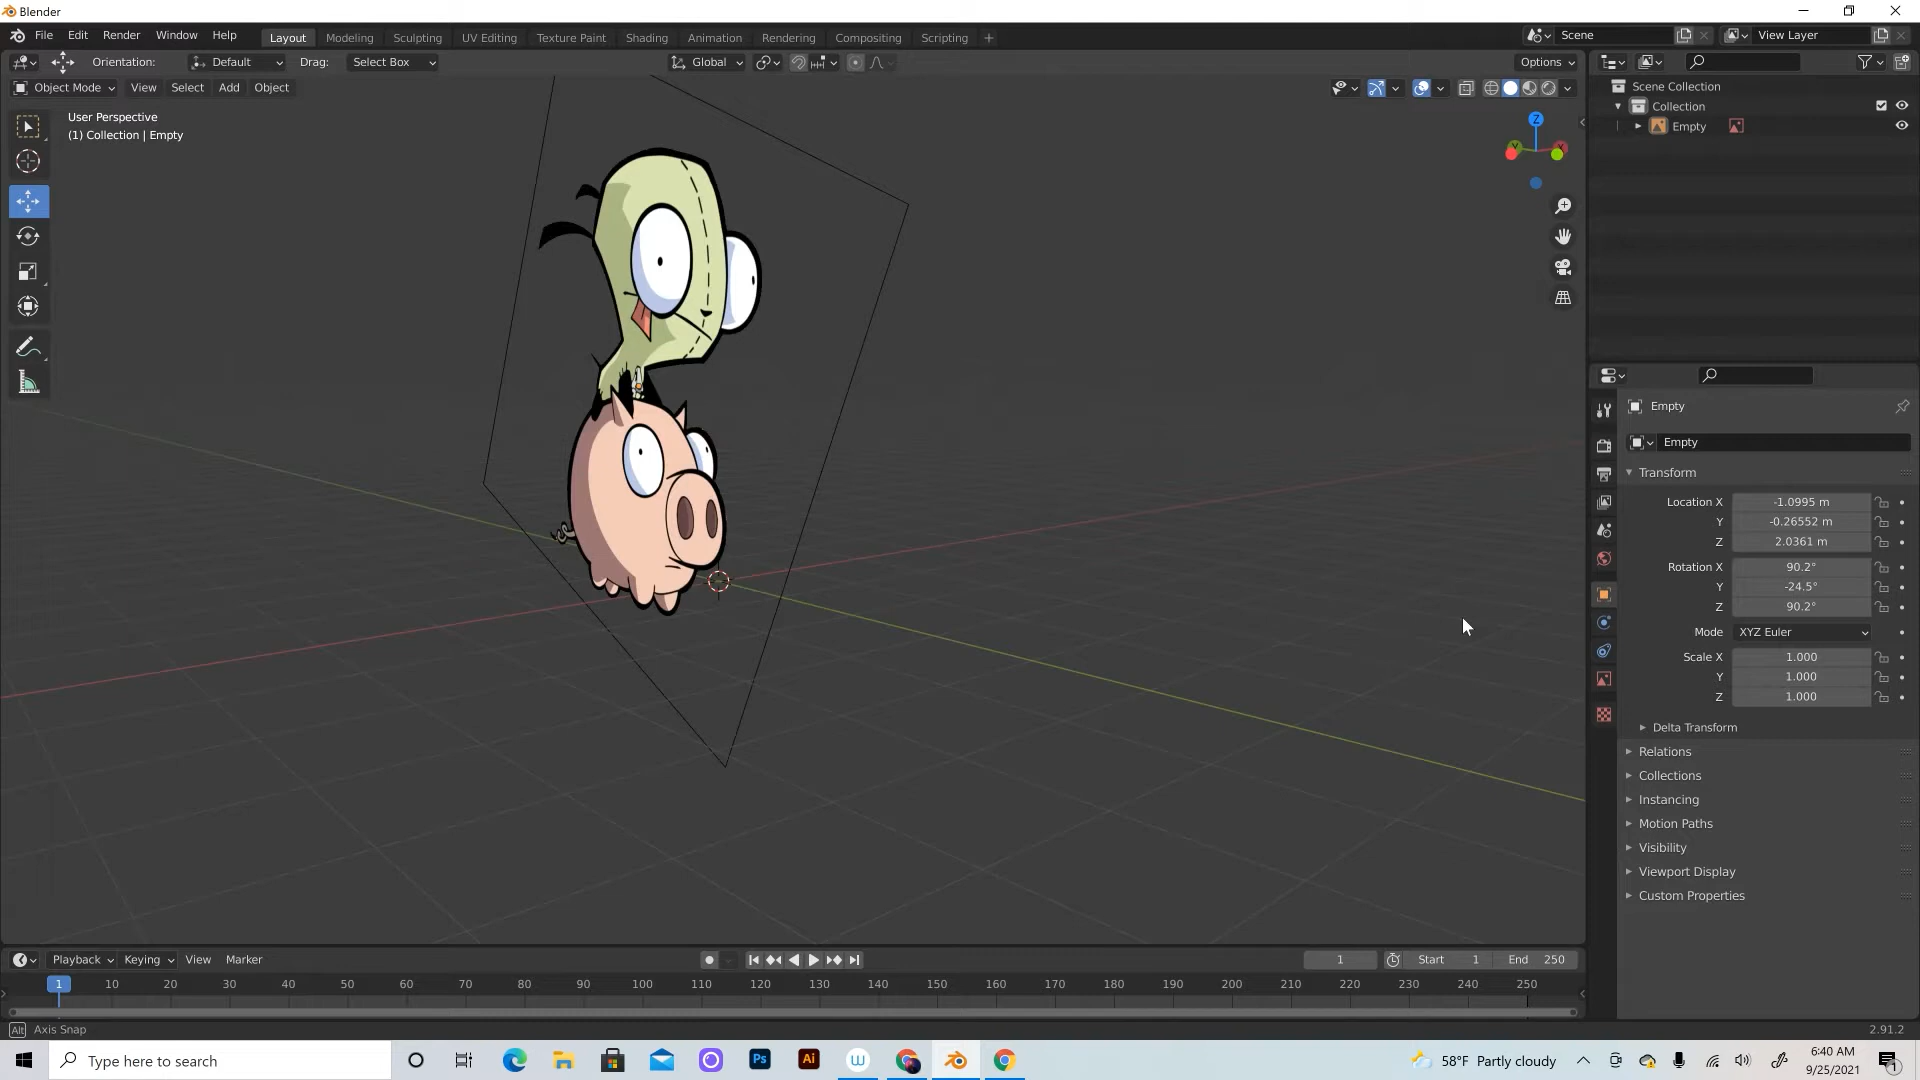 Blender
File Edit Render Window Help
Layout Modeling Sculpting UV Editing Texture Paint Shading Animation Rendering Compositing Scripting +
Scene
View Layer
Orientation: Default Drag: Select Box
Global
Options
Object Mode View Select Add Object
User Perspective
(1) Collection | Empty
Z
Y
X
Scene Collection
Collection
Empty
Empty
Empty
Transform
Location X -1.0995 m
Y -0.26552 m
Z 2.0361 m
Rotation X 90.2°
Y -24.5°
Z 90.2°
Mode XYZ Euler
Scale X 1.000
Y 1.000
Z 1.000
Delta Transform
Relations
Collections
Instancing
Motion Paths
Visibility
Viewport Display
Custom Properties
Playback Keying View Marker
1 Start 1 End 250
1 10 20 30 40 50 60 70 80 90 100 110 120 130 140 150 160 170 180 190 200 210 220 230 240 250
Alt Axis Snap
2.91.2
Type here to search
Ps Ai
58°F Partly cloudy
6:40 AM
9/25/2021
1